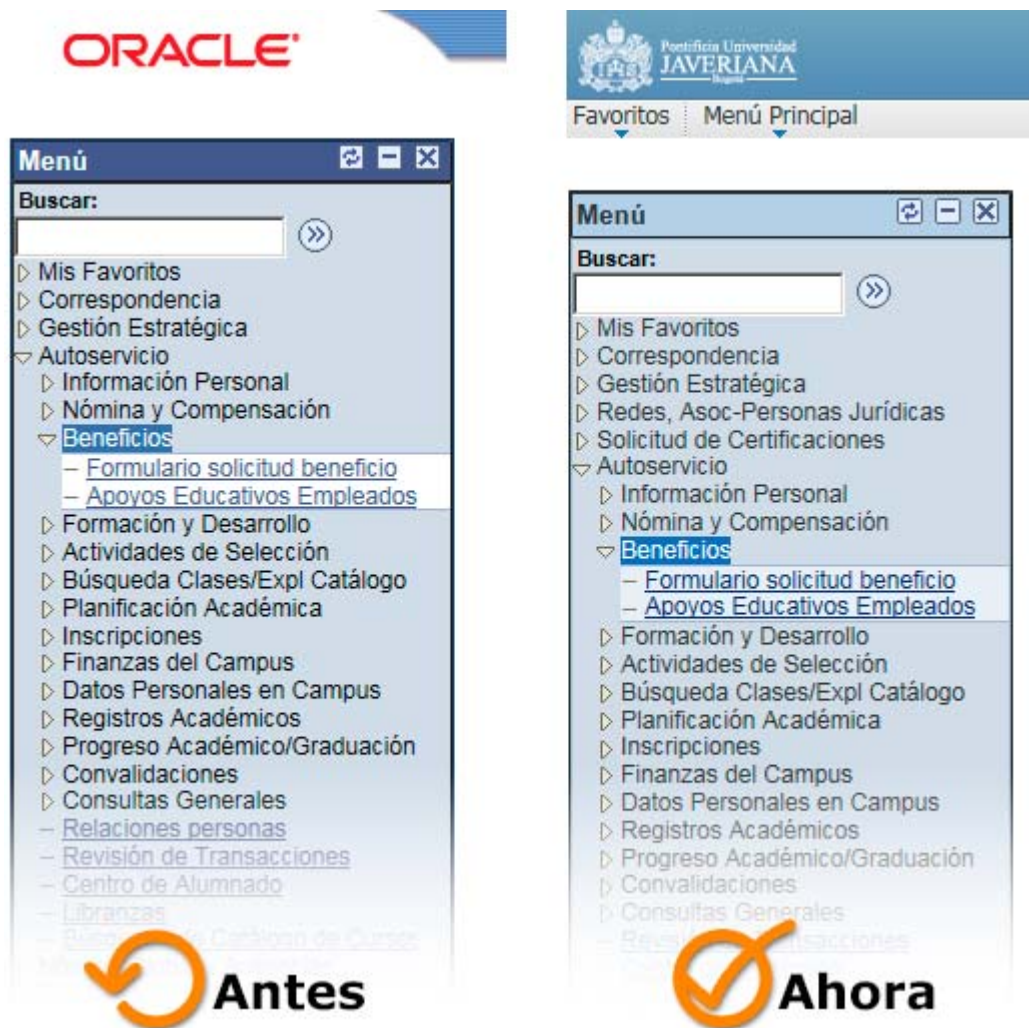 ORACLE
Menú
Buscar:
Mis Favoritos
Correspondencia
Gestión Estratégica
Autoservicio
Información Personal
Nómina y Compensación
Beneficios
– Formulario solicitud beneficio
– Apoyos Educativos Empleados
Formación y Desarrollo
Actividades de Selección
Búsqueda Clases/Expl Catálogo
Planificación Académica
Inscripciones
Finanzas del Campus
Datos Personales en Campus
Registros Académicos
Progreso Académico/Graduación
Convalidaciones
Consultas Generales
– Relaciones personas
– Revisión de Transacciones
– Centro de Alumnado
– Libranzas
Antes
Pontificia Universidad
JAVERIANA
Bogotá
Favoritos Menú Principal
Menú
Buscar:
Mis Favoritos
Correspondencia
Gestión Estratégica
Redes, Asoc-Personas Jurídicas
Solicitud de Certificaciones
Autoservicio
Información Personal
Nómina y Compensación
Beneficios
– Formulario solicitud beneficio
– Apoyos Educativos Empleados
Formación y Desarrollo
Actividades de Selección
Búsqueda Clases/Expl Catálogo
Planificación Académica
Inscripciones
Finanzas del Campus
Datos Personales en Campus
Registros Académicos
Progreso Académico/Graduación
Convalidaciones
Consultas Generales
Ahora